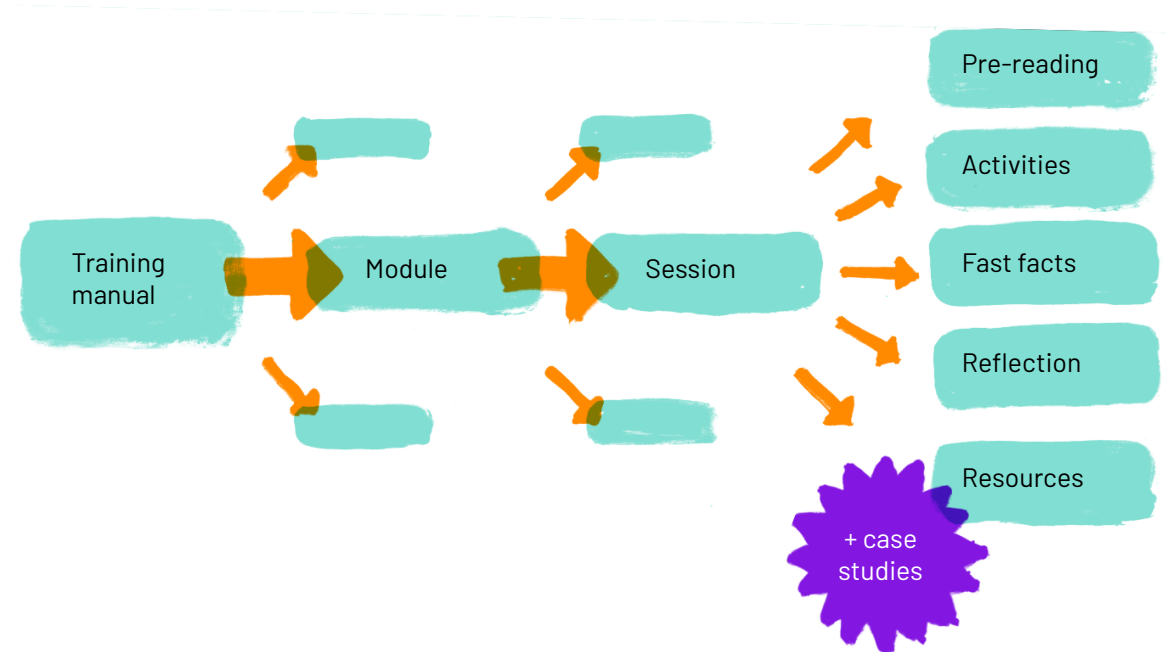 Training
manual
Module
Session
Pre-reading
Activities
Fast facts
Reflection
Resources
+ case
studies